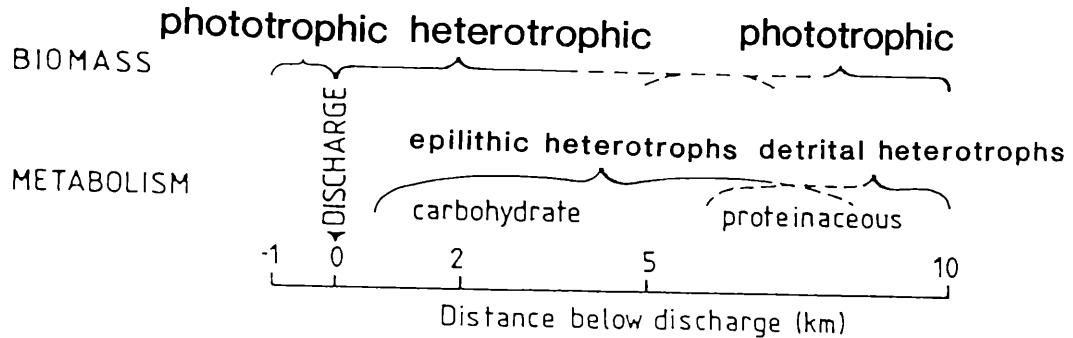 phototrophic heterotrophic phototrophic
BIOMASS
DISCHARGE
epilithic heterotrophs detrital heterotrophs
METABOLISM
carbohydrate proteinaceous
-1 0 2 5 10
Distance below discharge (km)